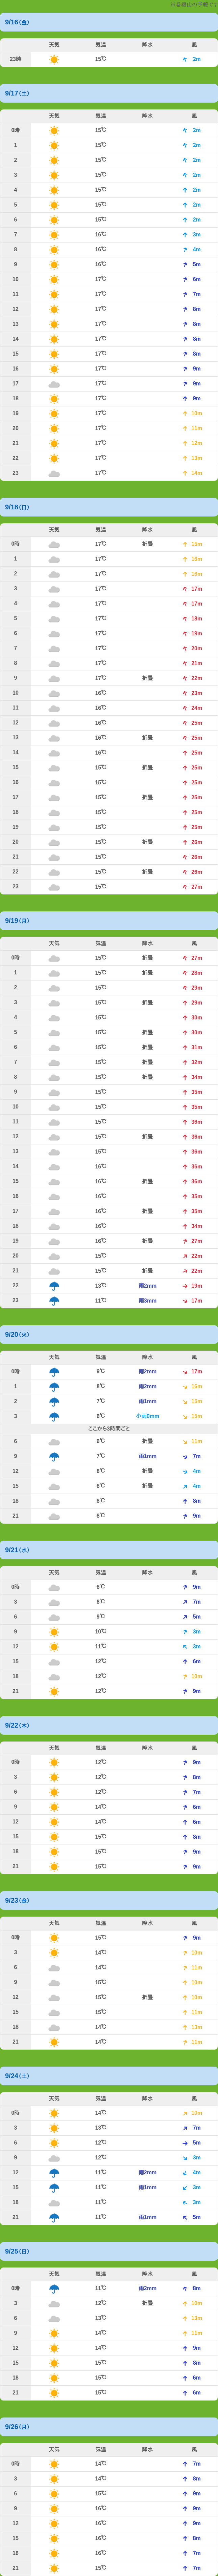 山の予報です
9/16(金)
天気 気温 降水 風
23時 15℃ 2m
9/17(土)
天気 気温 降水 風
0時 15℃ 2m
1 15℃ 2m
2 15℃ 2m
3 15℃ 2m
4 15℃ 2m
5 15℃ 2m
6 15℃ 2m
7 16℃ 3m
8 16℃ 4m
9 16℃ 5m
10 17℃ 6m
11 17℃ 7m
12 17℃ 8m
13 17℃ 8m
14 17℃ 8m
15 17℃ 8m
16 17℃ 9m
17 17℃ 9m
18 17℃ 9m
19 17℃ 10m
20 17℃ 11m
21 17℃ 12m
22 17℃ 13m
23 17℃ 14m
9/18(日)
天気 気温 降水 風
0時 17℃ 折曇 15m
1 17℃ 16m
2 17℃ 16m
3 17℃ 17m
4 17℃ 17m
5 17℃ 18m
6 17℃ 19m
7 17℃ 20m
8 17℃ 21m
9 17℃ 折曇 22m
10 16℃ 23m
11 16℃ 24m
12 16℃ 25m
13 16℃ 折曇 25m
14 16℃ 25m
15 15℃ 折曇 25m
16 15℃ 25m
17 15℃ 折曇 25m
18 15℃ 25m
19 15℃ 25m
20 15℃ 折曇 26m
21 15℃ 26m
22 15℃ 折曇 26m
23 15℃ 27m
9/19(月)
天気 気温 降水 風
0時 15℃ 折曇 27m
1 15℃ 折曇 28m
2 15℃ 29m
3 15℃ 折曇 29m
4 15℃ 30m
5 15℃ 折曇 30m
6 15℃ 折曇 31m
7 15℃ 折曇 32m
8 15℃ 折曇 34m
9 15℃ 35m
10 15℃ 35m
11 15℃ 36m
12 15℃ 折曇 36m
13 15℃ 36m
14 16℃ 36m
15 16℃ 折曇 36m
16 16℃ 35m
17 16℃ 折曇 35m
18 16℃ 34m
19 16℃ 折曇 27m
20 15℃ 22m
21 15℃ 折曇 22m
22 13℃ 雨2mm 19m
23 11℃ 雨3mm 17m
9/20(火)
天気 気温 降水 風
0時 9℃ 雨2mm 17m
1 8℃ 雨2mm 16m
2 7℃ 雨1mm 15m
3 6℃ 小雨0mm 15m
ここから3時間ごと
6 6℃ 折曇 11m
9 7℃ 雨1mm 7m
12 8℃ 折曇 4m
15 8℃ 折曇 4m
18 8℃ 8m
21 8℃ 9m
9/21(水)
天気 気温 降水 風
0時 8℃ 9m
3 8℃ 7m
6 9℃ 5m
9 10℃ 3m
12 11℃ 3m
15 12℃ 6m
18 12℃ 10m
21 12℃ 9m
9/22(木)
天気 気温 降水 風
0時 12℃ 9m
3 12℃ 8m
6 12℃ 7m
9 14℃ 6m
12 14℃ 6m
15 15℃ 8m
18 15℃ 9m
21 15℃ 9m
9/23(金)
天気 気温 降水 風
0時 15℃ 9m
3 14℃ 10m
6 14℃ 11m
9 15℃ 10m
12 15℃ 折曇 10m
15 15℃ 11m
18 14℃ 13m
21 14℃ 11m
9/24(土)
天気 気温 降水 風
0時 14℃ 10m
3 13℃ 7m
6 12℃ 5m
9 12℃ 3m
12 11℃ 雨2mm 4m
15 11℃ 雨1mm 3m
18 11℃ 3m
21 11℃ 雨1mm 5m
9/25(日)
天気 気温 降水 風
0時 11℃ 雨2mm 8m
3 12℃ 折曇 10m
6 13℃ 13m
9 14℃ 11m
12 14℃ 9m
15 15℃ 8m
18 15℃ 6m
21 15℃ 6m
9/26(月)
天気 気温 降水 風
0時 14℃ 7m
3 14℃ 8m
6 15℃ 9m
9 16℃ 9m
12 16℃ 9m
15 16℃ 8m
18 16℃ 7m
21 15℃ 7m